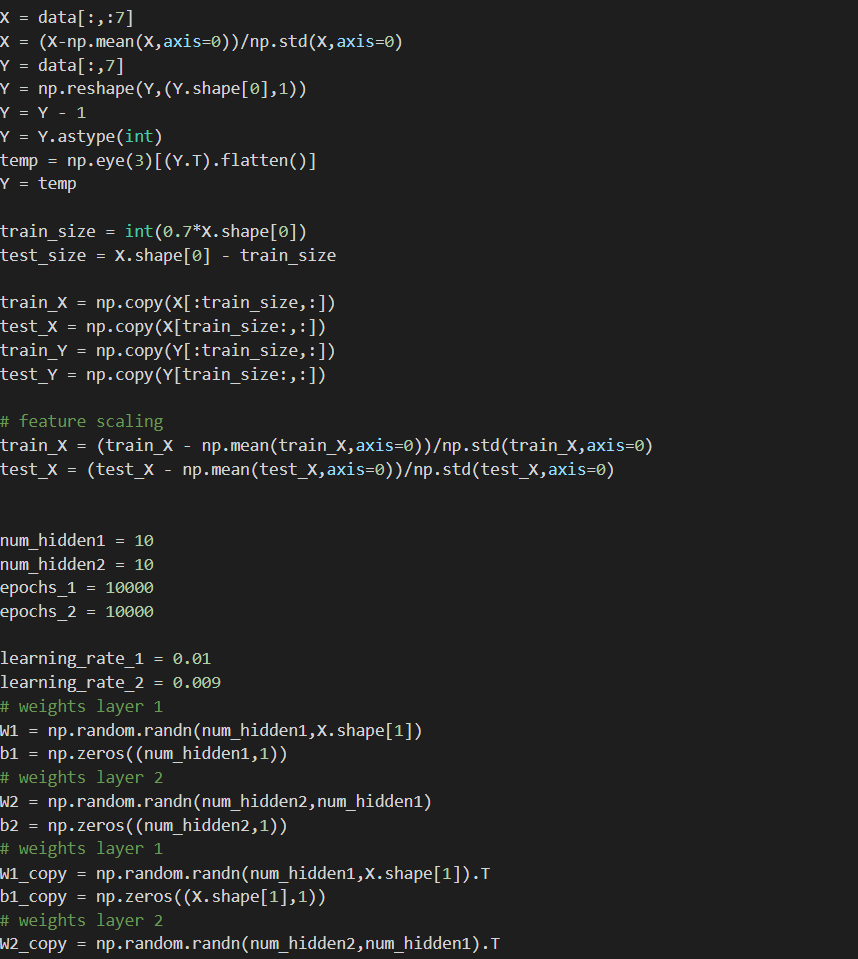 X = data[:,:7]
X = (X-np.mean(X,axis=0))/np.std(X,axis=0)
Y = data[:,7]
Y = np.reshape(Y,(Y.shape[0],1))
Y = Y - 1
Y = Y.astype(int)
temp = np.eye(3)[(Y.T).flatten()]
Y = temp
train_size = int(0.7*X.shape[0])
test_size = X.shape[0] - train_size
train_X = np.copy(X[:train_size,:])
test_X = np.copy(X[train_size:,:])
train_Y = np.copy(Y[:train_size,:])
test_Y = np.copy(Y[train_size:,:])
# feature scaling
train_X = (train_X - np.mean(train_X,axis=0))/np.std(train_X,axis=0)
test_X = (test_X - np.mean(test_X,axis=0))/np.std(test_X,axis=0)
num_hidden1 = 10
num_hidden2 = 10
epochs_1 = 10000
epochs_2 = 10000
learning_rate_1 = 0.01
learning_rate_2 = 0.009
# weights layer 1
W1 = np.random.randn(num_hidden1,X.shape[1])
b1 = np.zeros((num_hidden1,1))
# weights layer 2
W2 = np.random.randn(num_hidden2,num_hidden1)
b2 = np.zeros((num_hidden2,1))
# weights layer 1
W1_copy = np.random.randn(num_hidden1,X.shape[1]).T
b1_copy = np.zeros((X.shape[1],1))
# weights layer 2
W2_copy = np.random.randn(num_hidden2,num_hidden1).T